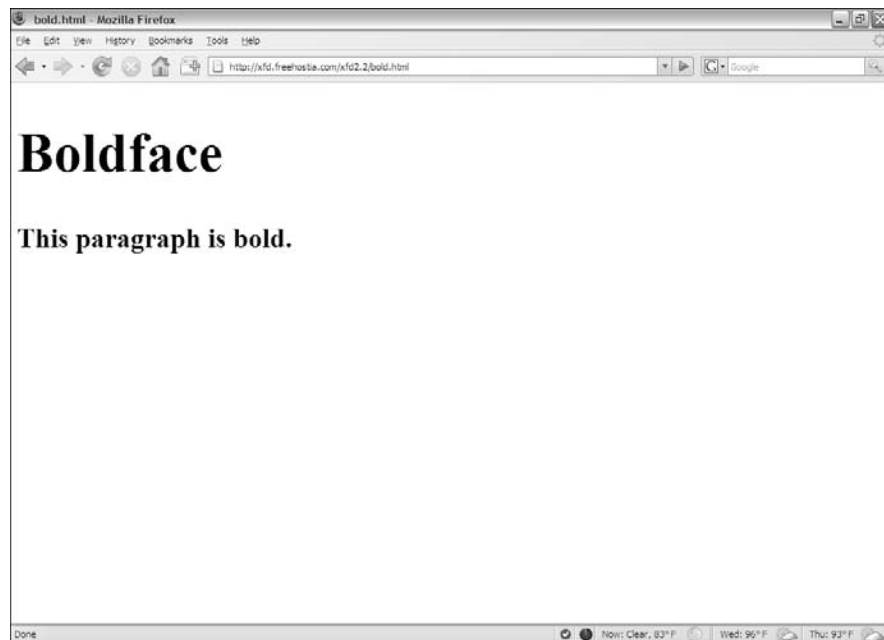 bold.html - Mozilla Firefox
File Edit View History Bookmarks Tools Help
http://xfd.freehostia.com/xfd2.2/bold.html
G Google
Boldface
This paragraph is bold.
Done
Now: Clear, 83° F Wed: 96° F Thu: 93° F